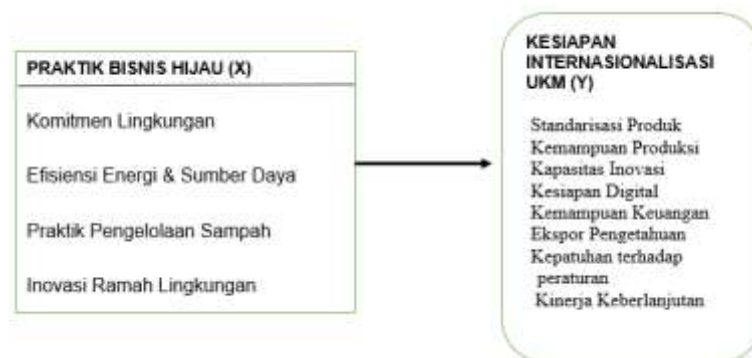 PRAKTIK BISNIS HIJAU (X)
Komitmen Lingkungan
Efisiensi Energi & Sumber Daya
Praktik Pengelolaan Sampah
Inovasi Ramah Lingkungan
KESIAPAN
INTERNASIONALISASI
UKM (Y)
Standarisasi Produk
Kemampuan Produksi
Kapasitas Inovasi
Kesiapan Digital
Kemampuan Keuangan
Ekspor Pengetahuan
Kepatuhan terhadap
peraturan
Kinerja Keberlanjutan